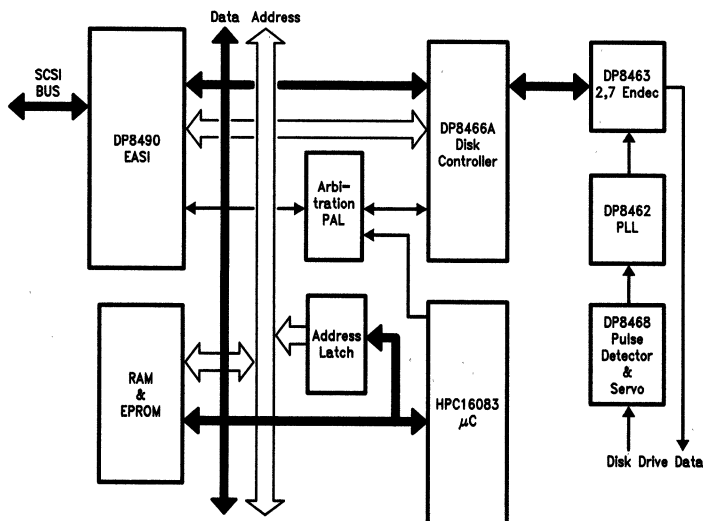 Data Address
SCSI
BUS
DP8490
EASI
DP8466A
Disk
Controller
DP8463
2,7 Endec
Arbi-
tration
PAL
DP8462
PLL
RAM
&
EPROM
Address
Latch
HPC16083
μC
DP8468
Pulse
Detector
&
Servo
Disk Drive Data